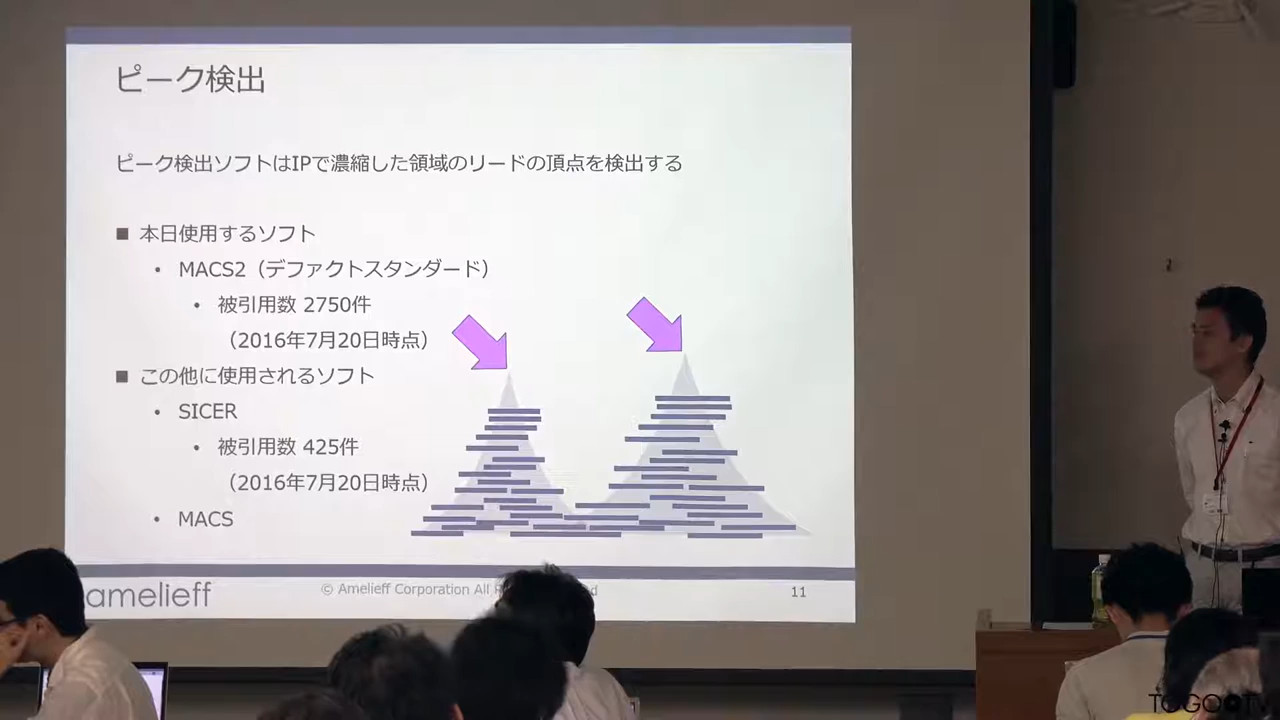 ピーク検出
ピーク検出ソフトはIPで濃縮した領域のリードの頂点を検出する
■ 本日使用するソフト
• MACS2（デファクトスタンダード）
• 被引用数 2750件
（2016年7月20日時点）
■ この他に使用されるソフト
• SICER
• 被引用数 425件
（2016年7月20日時点）
• MACS
amelieff
© Amelieff Corporation All
11